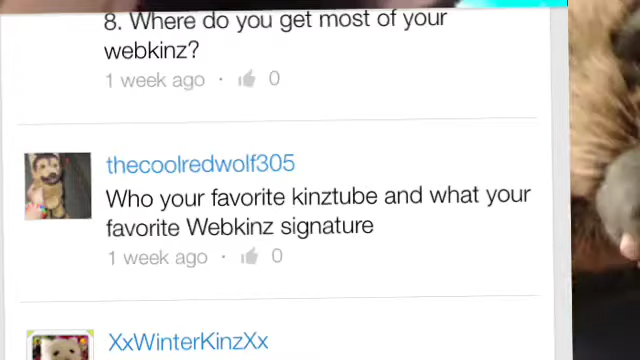 8. Where do you get most of your
webkinz?
1 week ago · 0
thecoolredwolf305
Who your favorite kinztube and what your
favorite Webkinz signature
1 week ago · 0
XxWinterKinzXx